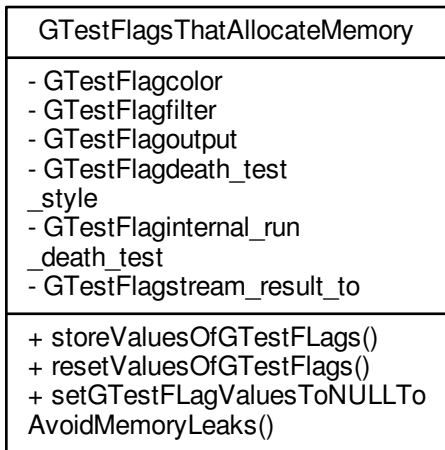 GTestFlagsThatAllocateMemory
- GTestFlagcolor
- GTestFlagfilter
- GTestFlagoutput
- GTestFlagdeath_test
_style
- GTestFlaginternal_run
_death_test
- GTestFlagstream_result_to
+ storeValuesOfGTestFLags()
+ resetValuesOfGTestFlags()
+ setGTestFLagValuesToNULLTo
AvoidMemoryLeaks()